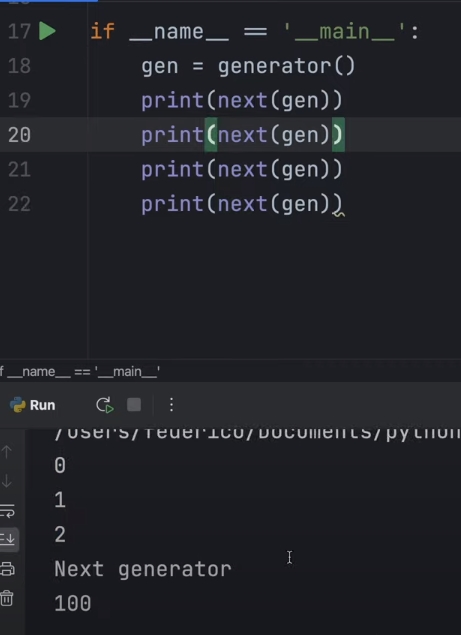 17 if __name__ == '__main__':
18 gen = generator()
19 print(next(gen))
20 print(next(gen))
21 print(next(gen))
22 print(next(gen))
f __name__ == '__main__'
Run
/Users/federico/Documents/python
0
1
2
Next generator
100